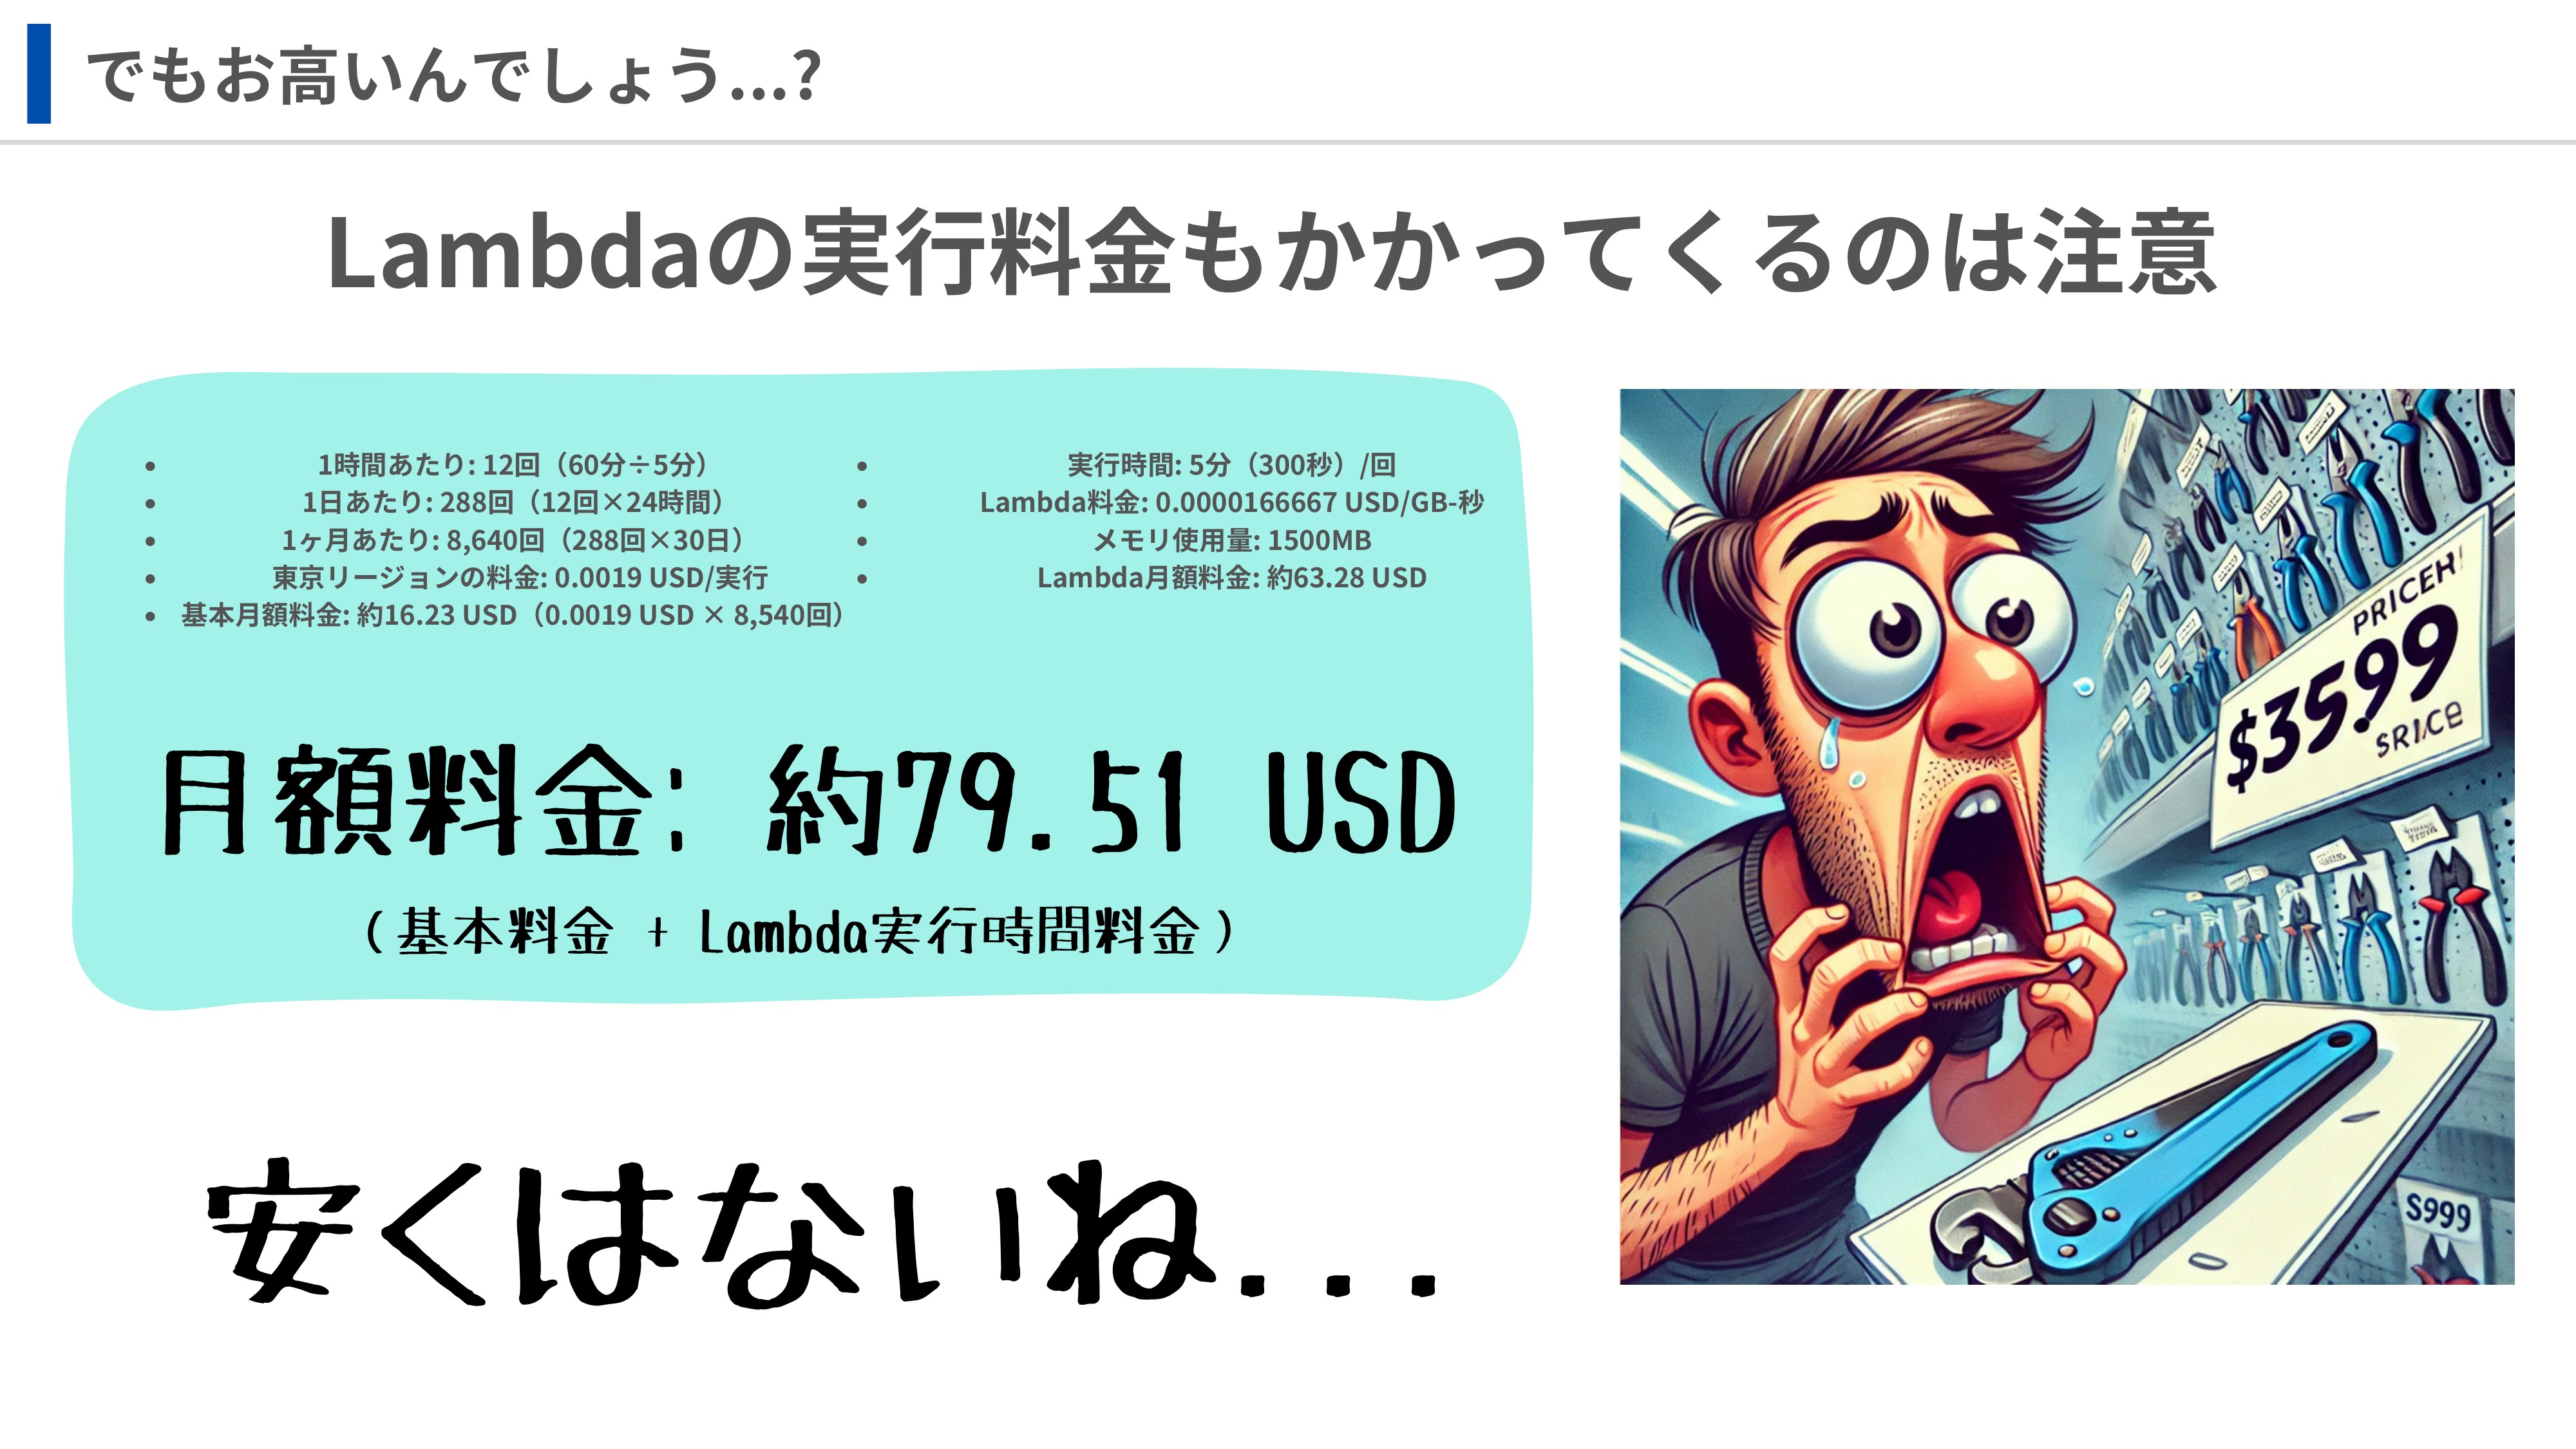 でもお高いんでしょう...?
Lambdaの実行料金もかかってくるのは注意
• 1時間あたり: 12回（60分÷5分）
• 1日あたり: 288回（12回×24時間）
• 1ヶ月あたり: 8,640回（288回×30日）
• 東京リージョンの料金: 0.0019 USD/実行
• 基本月額料金: 約16.23 USD（0.0019 USD × 8,540回）
• 実行時間: 5分（300秒）/回
• Lambda料金: 0.0000166667 USD/GB-秒
• メモリ使用量: 1500MB
• Lambda月額料金: 約63.28 USD
月額料金: 約79.51 USD
（基本料金 + Lambda実行時間料金）
安くはないね...
PRICEH!
$35.99
SRICe
S999